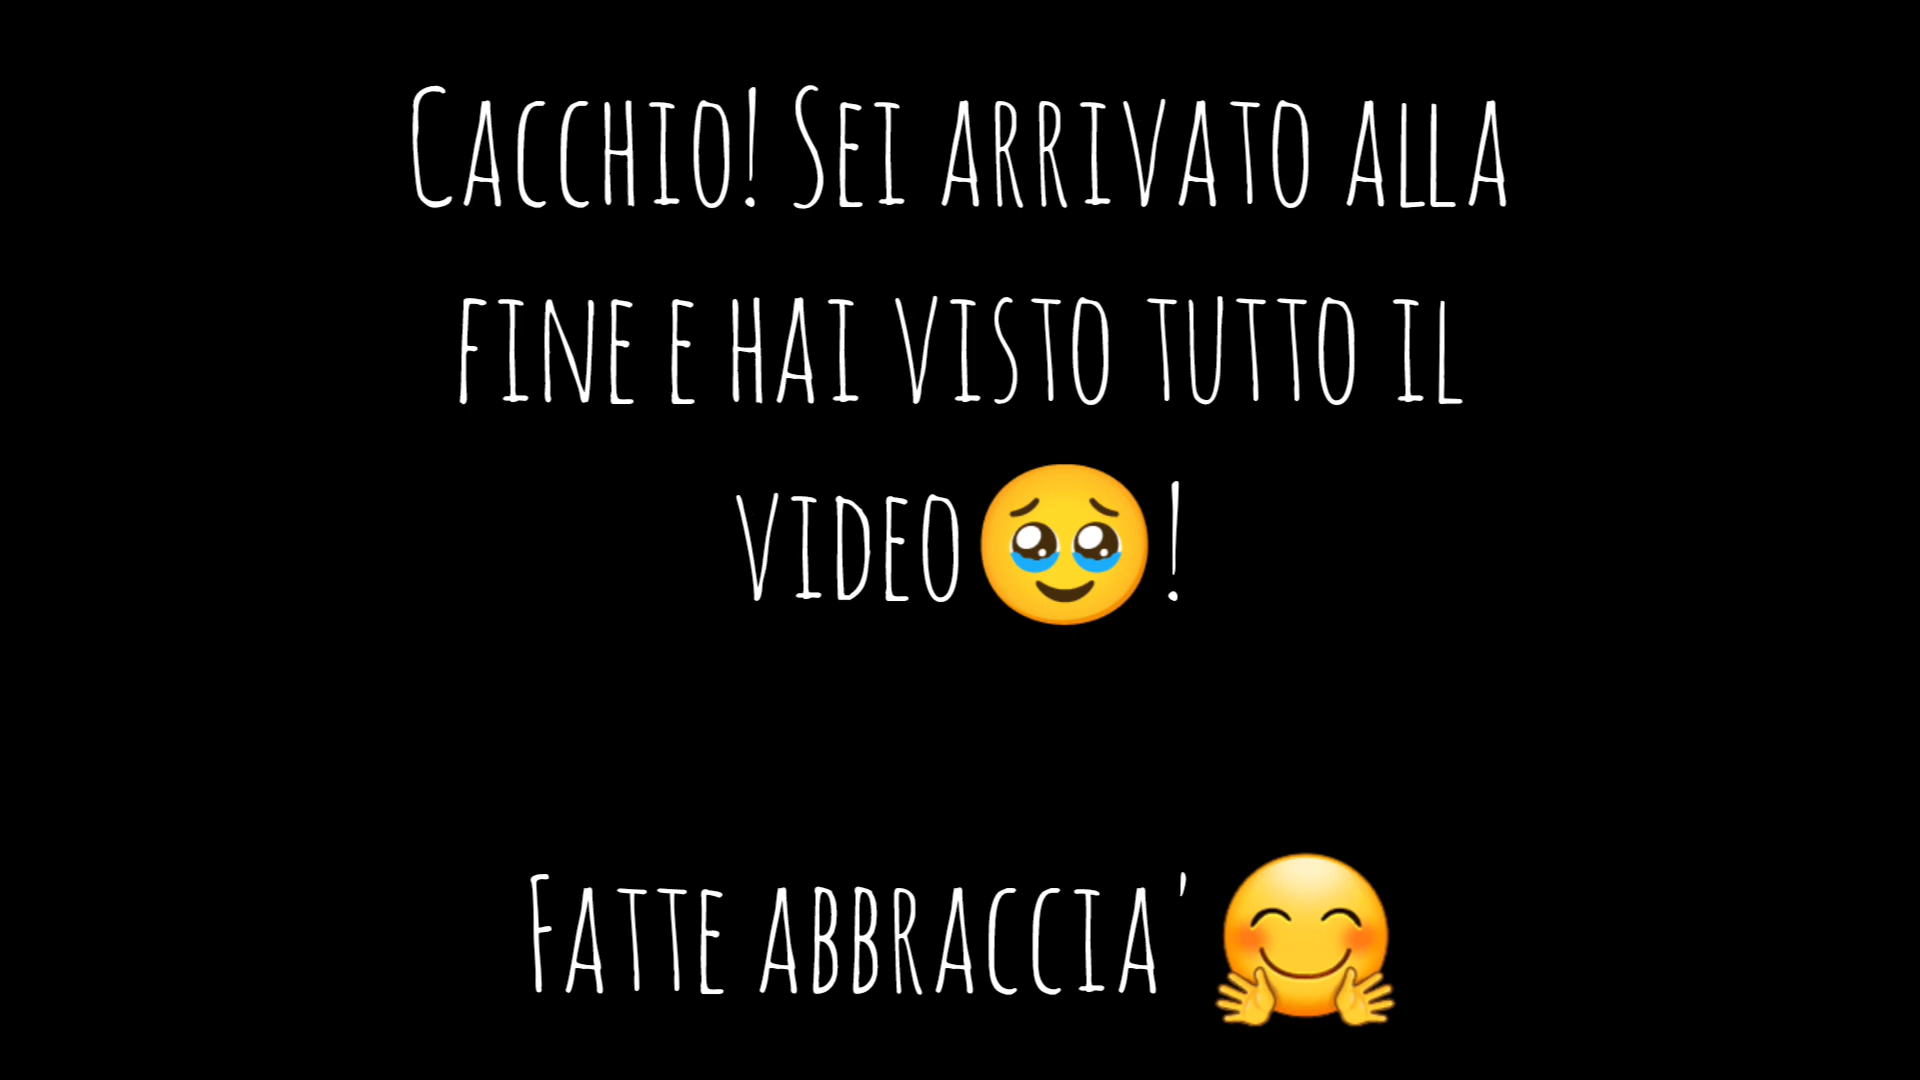 Cacchio! Sei arrivato alla
fine e hai visto tutto il
video🥹!
Fatte abbraccia'🤗